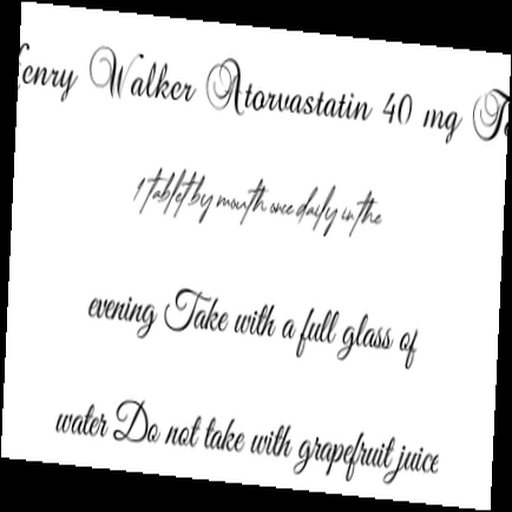 Henry Walker Atorvastatin 40 mg
1 tablet by mouth once daily in the
evening Take with a full glass of
water Do not take with grapefruit juice